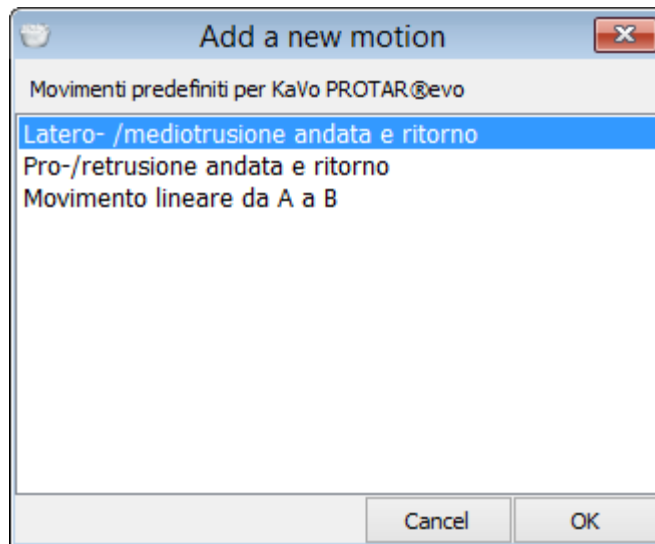 Add a new motion
Movimenti predefiniti per KaVo PROTAR®evo
Latero- /mediotrusione andata e ritorno
Pro-/retrusione andata e ritorno
Movimento lineare da A a B
Cancel
OK